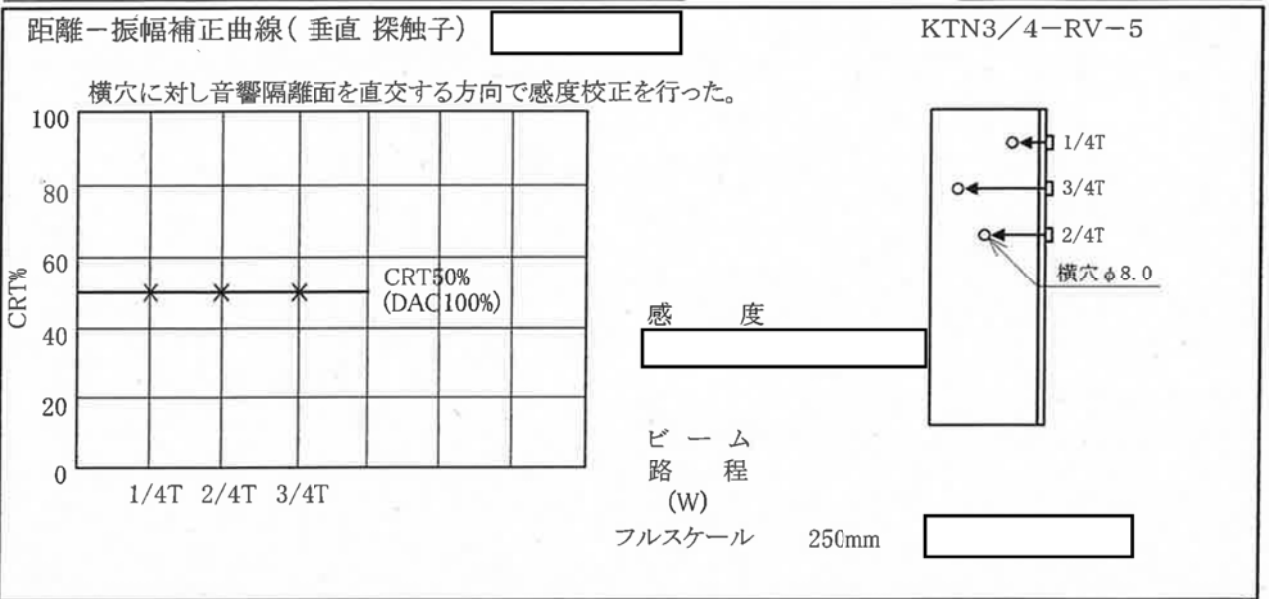 距離－振幅補正曲線( 垂直 探触子)
KTN3／4－RV－5
横穴に対し音響隔離面を直交する方向で感度校正を行った。
100
80
60
40
20
0
CRT%
CRT50%
(DAC100%)
1/4T 2/4T 3/4T
1/4T
3/4T
2/4T
横穴φ8.0
感 度
ビ ー ム
路 程
(W)
フルスケール 250mm